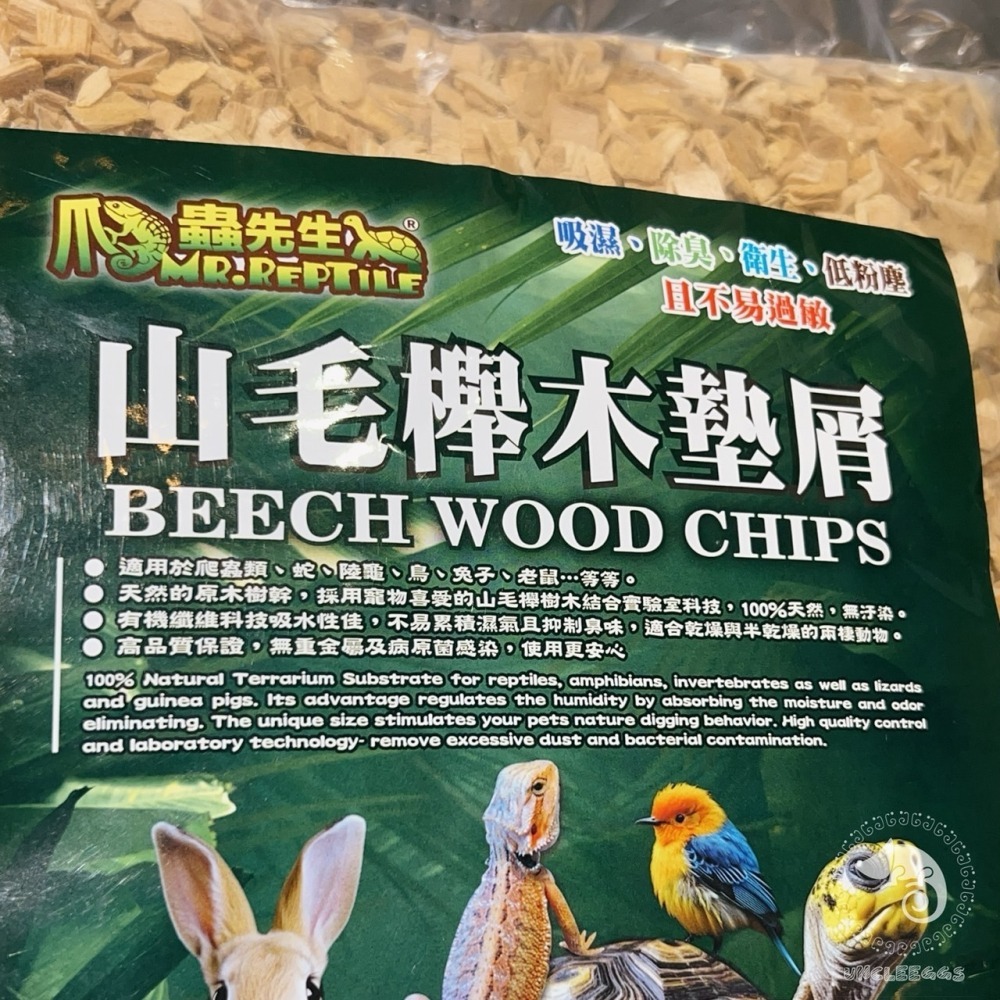 爬蟲先生®
MR.REPTILE
吸濕、除臭、衛生、低粉塵
且不易過敏
山毛櫸木墊屑
BEECH WOOD CHIPS
● 適用於爬蟲類、蛇、陸龜、鳥、兔子、老鼠…等等。
● 天然的原木樹幹,採用寵物喜愛的山毛櫸樹木結合實驗室科技,100%天然,無汙染。
● 有機纖維科技吸水性佳,不易累積濕氣且抑制臭味,適合乾燥與半乾燥的兩棲動物。
● 高品質保證,無重金屬及病原菌感染,使用更安心
100% Natural Terrarium Substrate for reptiles, amphibians, invertebrates as well as lizards
and guinea pigs. Its advantage regulates the humidity by absorbing the moisture and odor
eliminating. The unique size stimulates your pets nature digging behavior. High quality control
and laboratory technology- remove excessive dust and bacterial contamination.
UNCLEEGGS